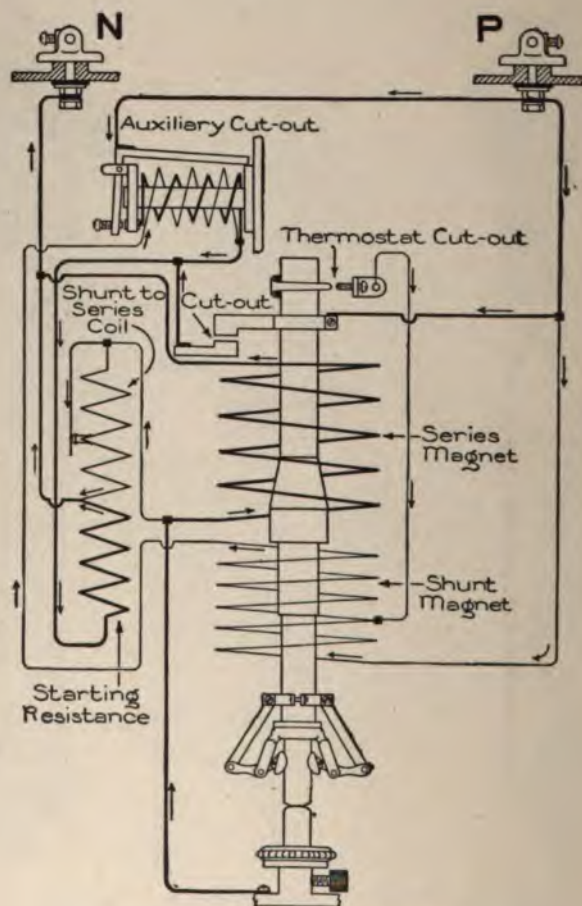 N
P
Auxiliary Cut-out
Thermostat Cut-out
Shunt to
Series
Coil
Cut-out
Series
Magnet
Shunt
Magnet
Starting
Resistance